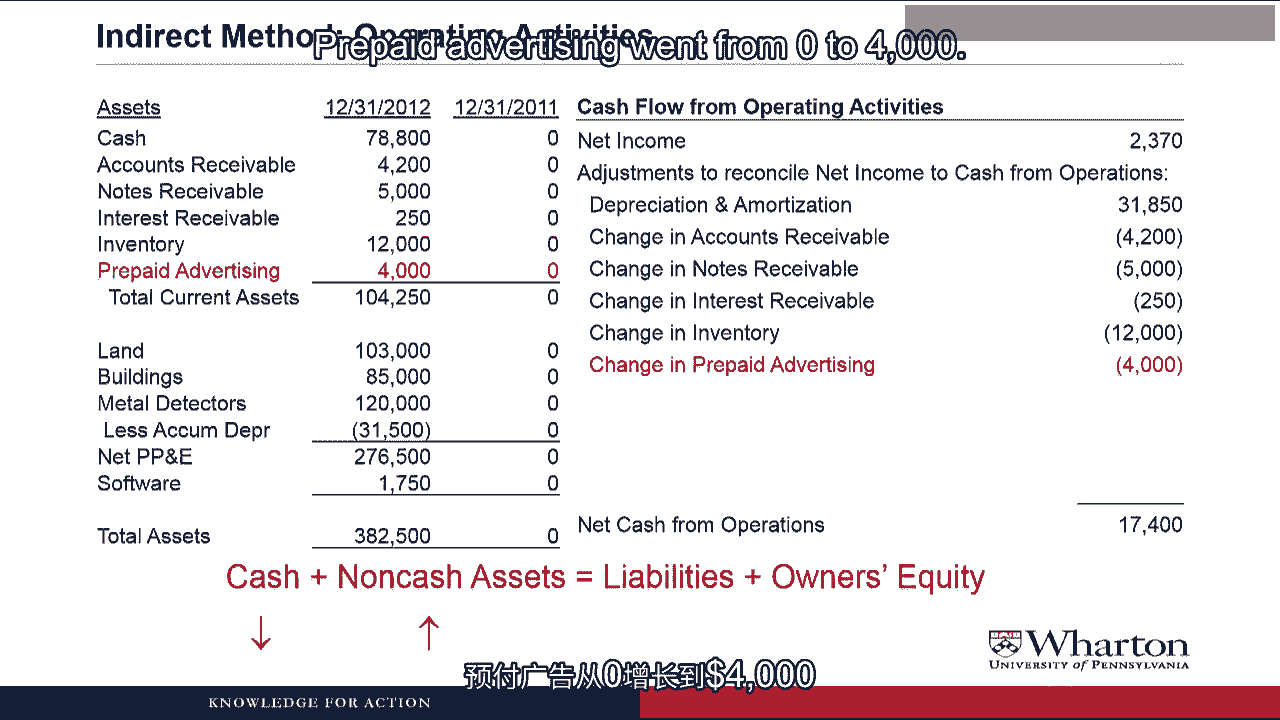 Indirect Method: Operating Activities
Prepaid advertising went from 0 to 4,000.
Assets 12/31/2012 12/31/2011
Cash 78,800 0
Accounts Receivable 4,200 0
Notes Receivable 5,000 0
Interest Receivable 250 0
Inventory 12,000 0
Prepaid Advertising 4,000 0
Total Current Assets 104,250 0
Land 103,000 0
Buildings 85,000 0
Metal Detectors 120,000 0
Less Accum Depr (31,500) 0
Net PP&E 276,500 0
Software 1,750 0
Total Assets 382,500 0
Cash Flow from Operating Activities
Net Income 2,370
Adjustments to reconcile Net Income to Cash from Operations:
Depreciation & Amortization 31,850
Change in Accounts Receivable (4,200)
Change in Notes Receivable (5,000)
Change in Interest Receivable (250)
Change in Inventory (12,000)
Change in Prepaid Advertising (4,000)
Net Cash from Operations 17,400
Cash + Noncash Assets = Liabilities + Owners' Equity
↓ ↑
Wharton
UNIVERSITY of PENNSYLVANIA
预付广告从0增长到$4,000
KNOWLEDGE FOR ACTION